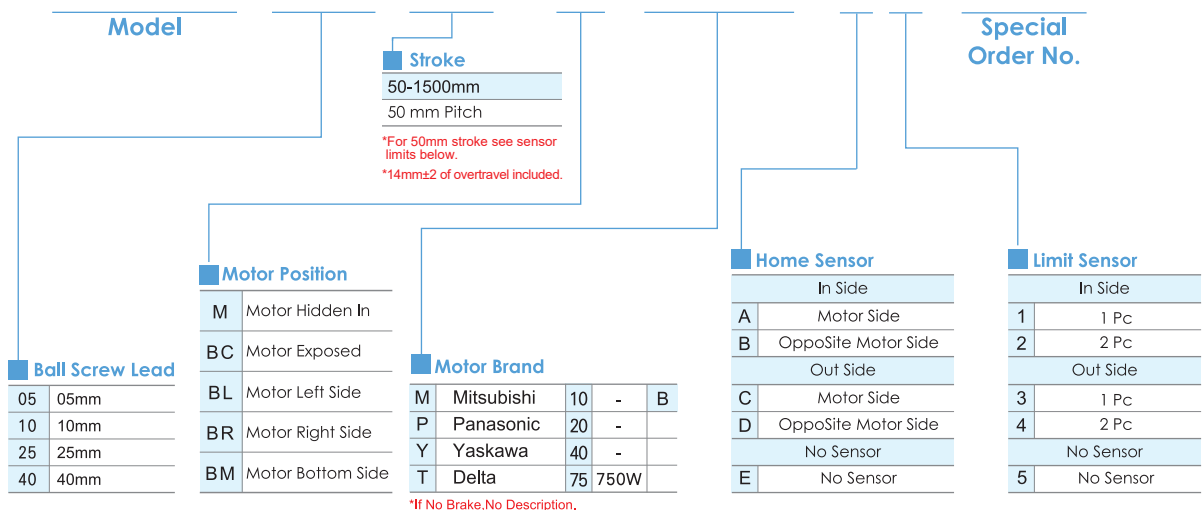 Model
Special
Order No.
Stroke
50-1500mm
50 mm Pitch
*For 50mm stroke see sensor
limits below.
*14mm±2 of overtravel included.
Ball Screw Lead
05 05mm
10 10mm
25 25mm
40 40mm
Motor Position
M Motor Hidden In
BC Motor Exposed
BL Motor Left Side
BR Motor Right Side
BM Motor Bottom Side
Motor Brand
M Mitsubishi 10 - B
P Panasonic 20 -
Y Yaskawa 40 -
T Delta 75 750W
*If No Brake,No Description.
Home Sensor
In Side
A Motor Side
B OppoSite Motor Side
Out Side
C Motor Side
D OppoSite Motor Side
No Sensor
E No Sensor
Limit Sensor
In Side
1 1 Pc
2 2 Pc
Out Side
3 1 Pc
4 2 Pc
No Sensor
5 No Sensor